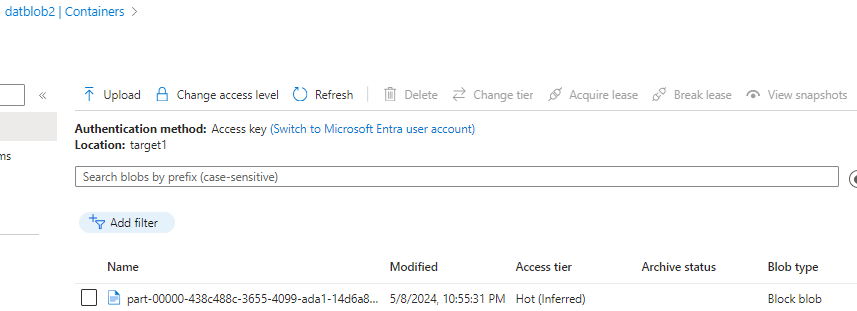 datblob2 | Containers >
« Upload Change access level Refresh Delete Change tier Acquire lease Break lease View snapshots
Authentication method: Access key (Switch to Microsoft Entra user account)
ms
Location: target1
Search blobs by prefix (case-sensitive)
Add filter
Name Modified Access tier Archive status Blob type
part-00000-438c488c-3655-4099-ada1-14d6a8... 5/8/2024, 10:55:31 PM Hot (Inferred) Block blob